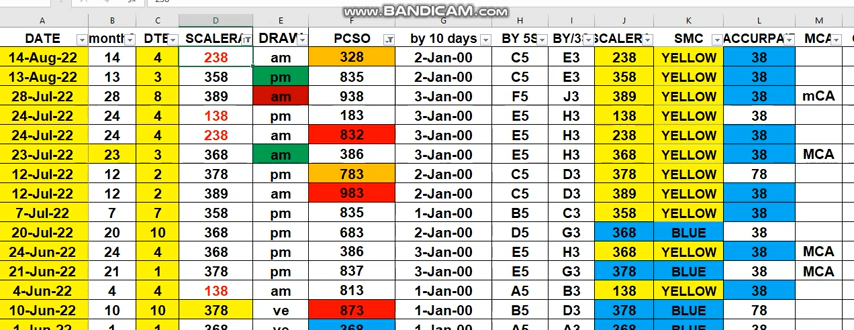 WWW.BANDICAM.COM
A B C D E F G H I J K L M
DATE month DTE SCALERA DRAW PCSO by 10 days BY 5S BY/3 SCALER SMC ACCURPA MCA
14-Aug-22 14 4 238 am 328 2-Jan-00 C5 E3 238 YELLOW 38
13-Aug-22 13 3 358 pm 835 2-Jan-00 C5 E3 358 YELLOW 38
28-Jul-22 28 8 389 am 938 3-Jan-00 F5 J3 389 YELLOW 38 mCA
24-Jul-22 24 4 138 pm 183 3-Jan-00 E5 H3 138 YELLOW 38
24-Jul-22 24 4 238 am 832 3-Jan-00 E5 H3 238 YELLOW 38
23-Jul-22 23 3 368 am 386 3-Jan-00 E5 H3 368 YELLOW 38 MCA
12-Jul-22 12 2 378 pm 783 2-Jan-00 C5 D3 378 YELLOW 78
12-Jul-22 12 2 389 am 983 2-Jan-00 C5 D3 389 YELLOW 38
7-Jul-22 7 7 358 pm 835 1-Jan-00 B5 C3 358 YELLOW 38
20-Jul-22 20 10 368 pm 683 2-Jan-00 D5 G3 368 BLUE 38
24-Jun-22 24 4 368 pm 386 3-Jan-00 E5 H3 368 YELLOW 38 MCA
21-Jun-22 21 1 378 pm 837 3-Jan-00 E5 G3 378 BLUE 38 MCA
4-Jun-22 4 4 138 am 813 1-Jan-00 A5 B3 138 YELLOW 38
10-Jun-22 10 10 378 ve 873 1-Jan-00 B5 D3 378 BLUE 78